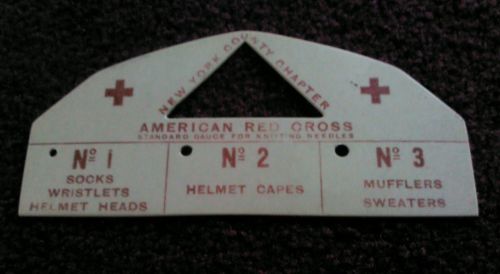 NEW YORK COUNTY CHAPTER
AMERICAN RED CROSS
STANDARD GAUGE FOR KNITTING NEEDLES
No 1
SOCKS
WRISTLETS
HELMET HEADS
No 2
HELMET CAPES
No 3
MUFFLERS
SWEATERS